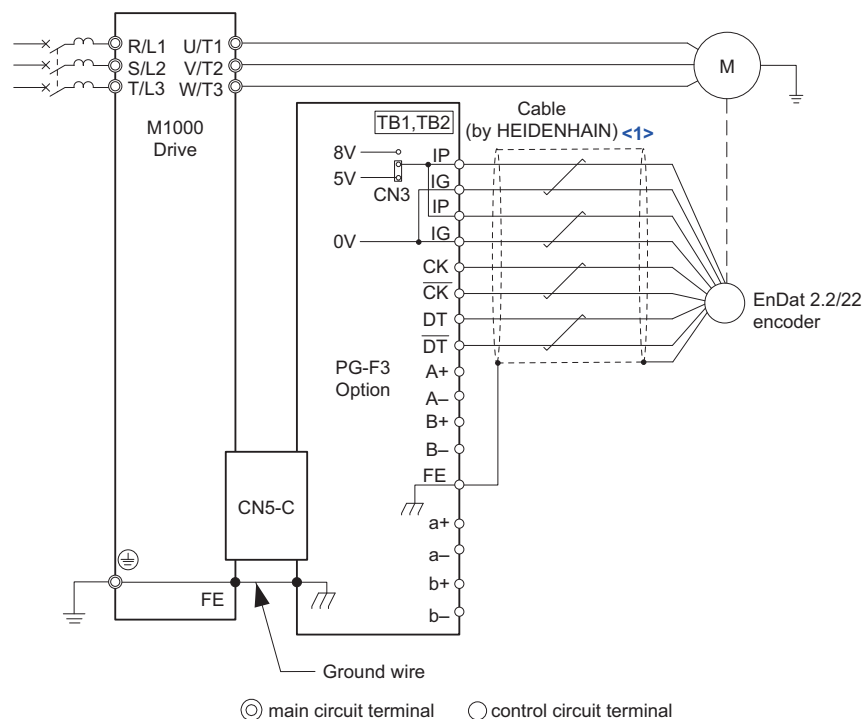 R/L1 U/T1
S/L2 V/T2
T/L3 W/T3
M1000
Drive
M
TB1,TB2
Cable
(by HEIDENHAIN) <1>
8V
5V
CN3
0V
IP
IG
IP
IG
CK
C̅K̅
DT
D̅T̅
A+
A–
B+
B–
FE
a+
a–
b+
b–
PG-F3
Option
EnDat 2.2/22
encoder
CN5-C
FE
Ground wire
main circuit terminal
control circuit terminal